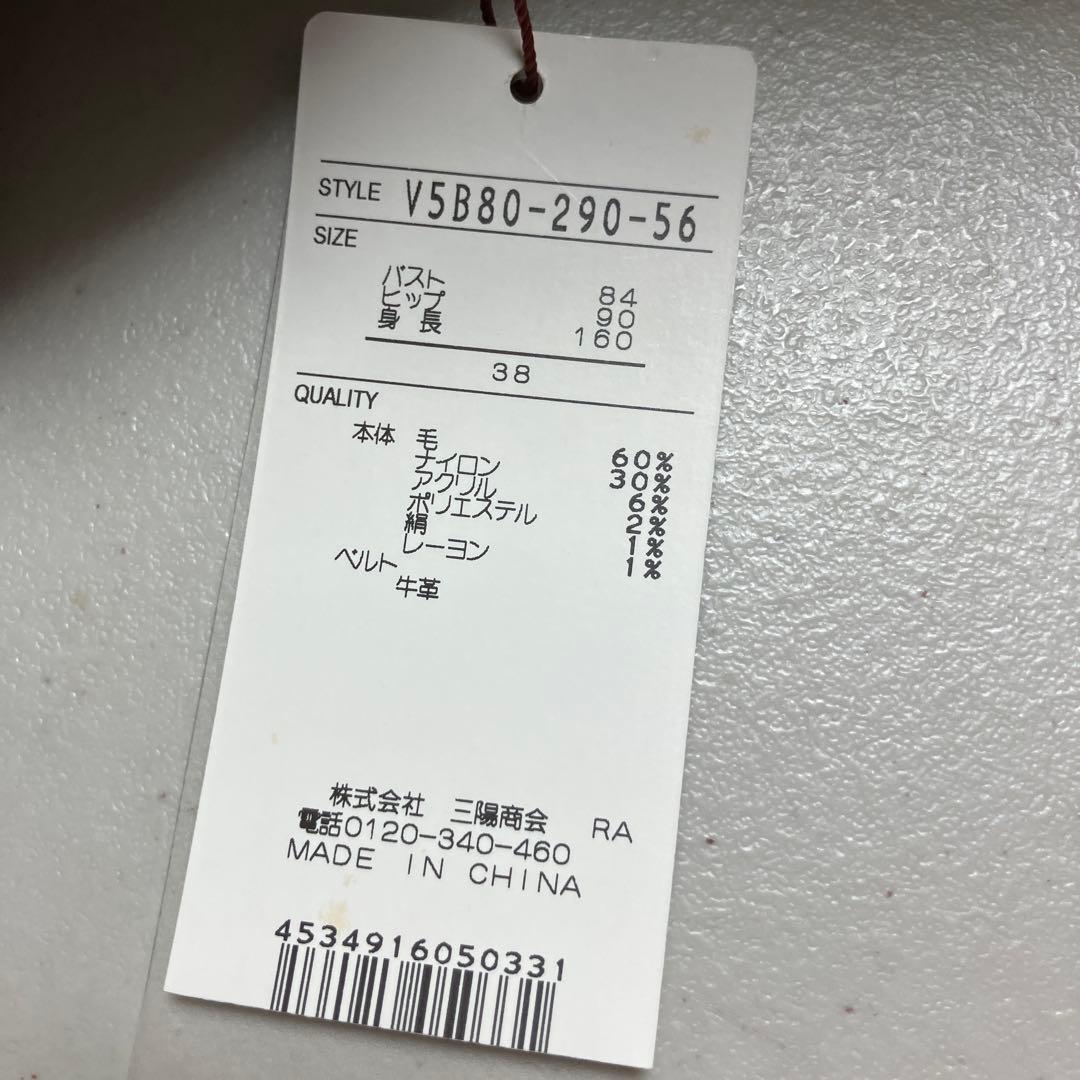 STYLE V5B80-290-56
SIZE
バスト 84
ヒップ 90
身長 160
38
QUALITY
本体 毛 60%
ナイロン 30%
アクリル 6%
ポリエステル 2%
絹 1%
レーヨン 1%
ベルト
牛革
株式会社 三陽商会 RA
電話0120-340-460
MADE IN CHINA
4534916050331